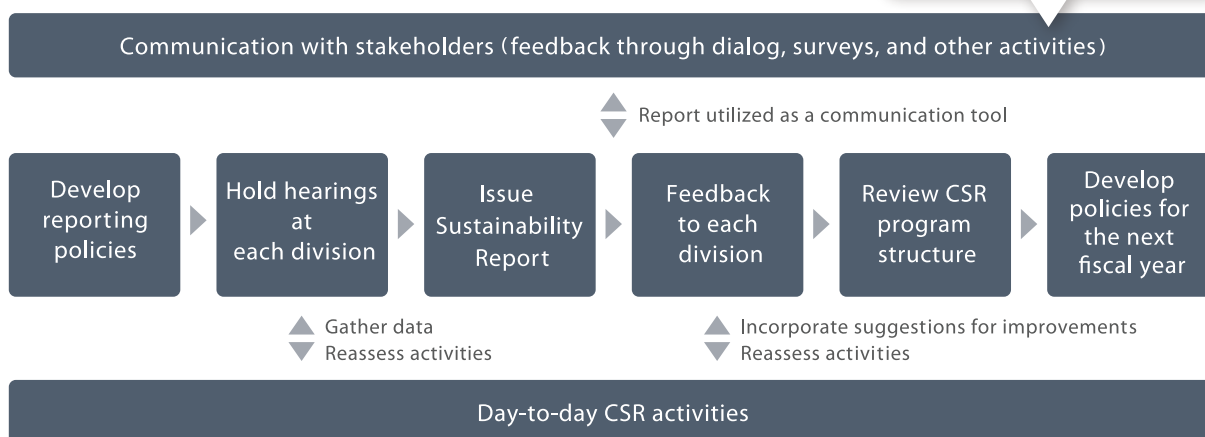 Communication with stakeholders (feedback through dialog, surveys, and other activities)
Report utilized as a communication tool
Develop
reporting
policies
Hold hearings
at
each division
Issue
Sustainability
Report
Feedback
to each
division
Review CSR
program
structure
Develop
policies for
the next
fiscal year
Gather data
Reassess activities
Incorporate suggestions for improvements
Reassess activities
Day-to-day CSR activities